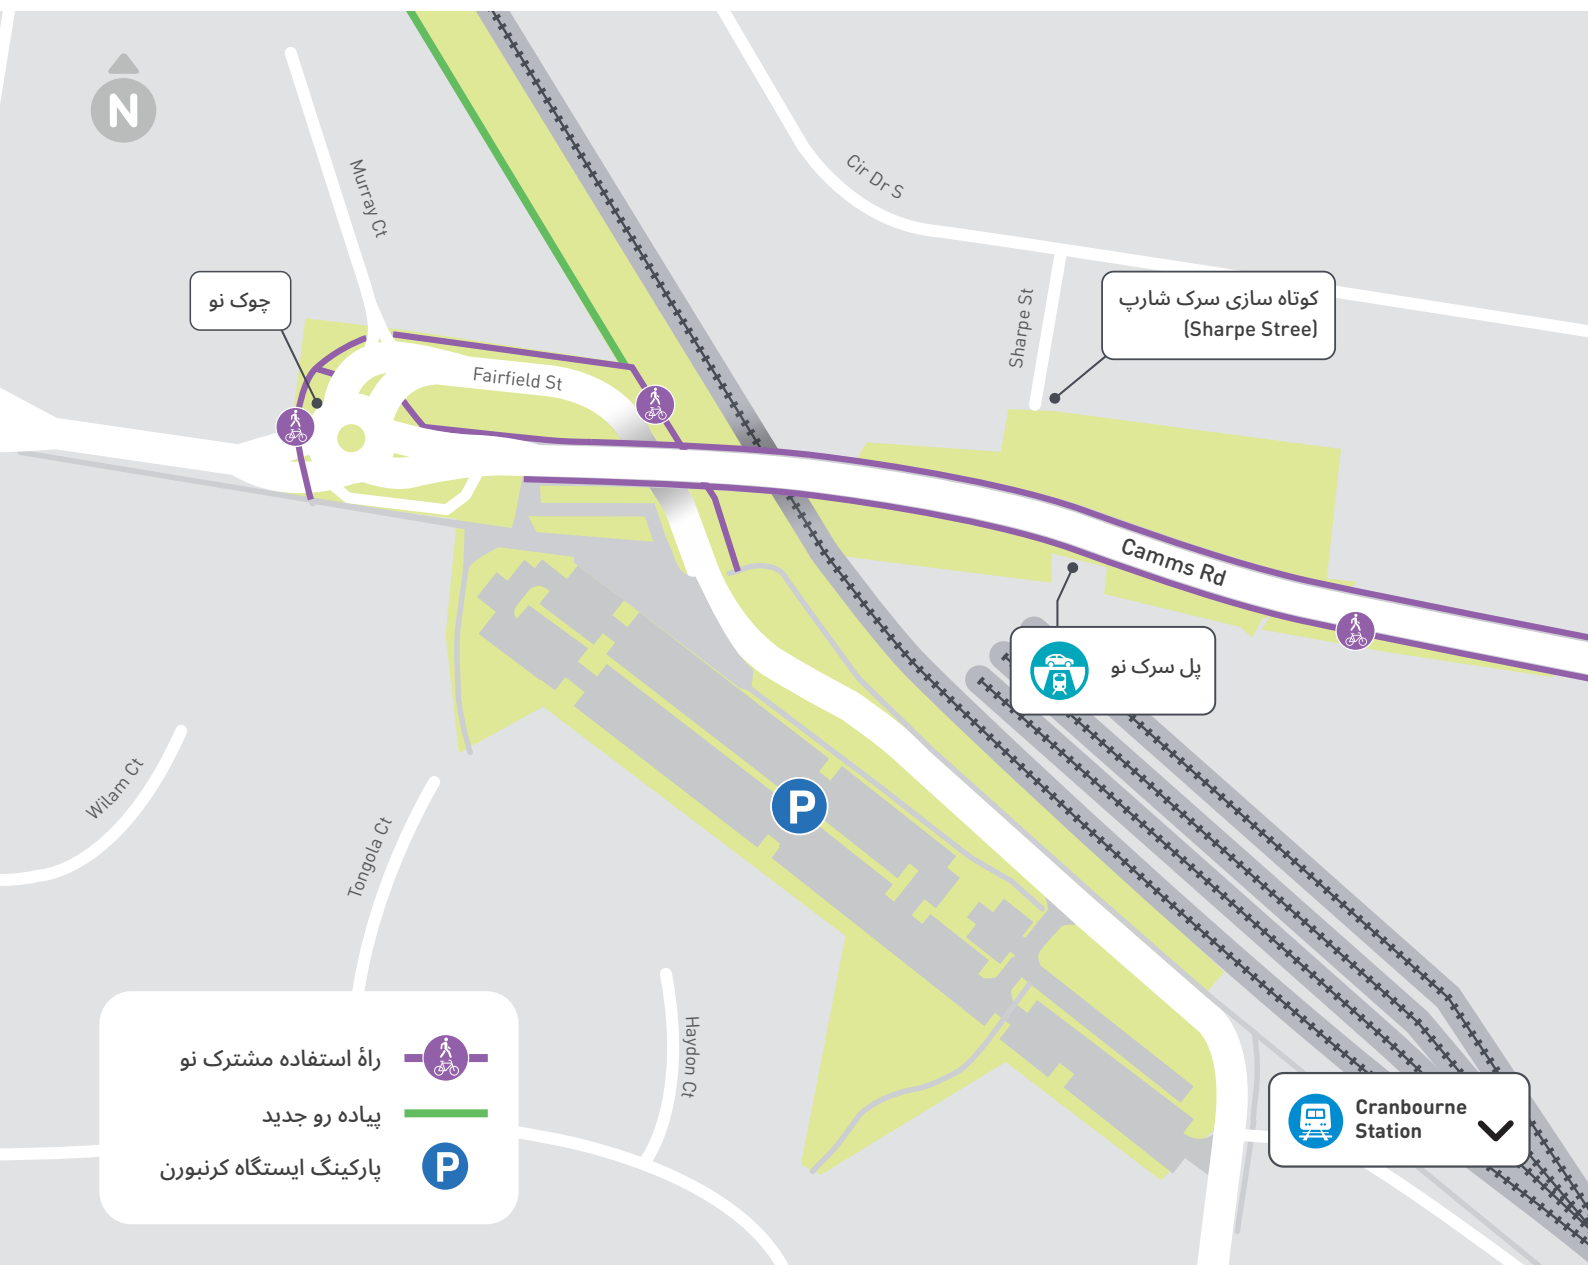 N
Murray Ct
Cir Dr S
Sharpe St
چوک نو
کوتاه سازی سرک شارپ
(Sharpe Stree)
Fairfield St
Camms Rd
پل سرک نو
Wilam Ct
Tongola Ct
P
Haydon Ct
راهٔ استفاده مشترک نو
پیاده رو جدید
پارکینگ ایستگاه کرنبورن
P
Cranbourne
Station